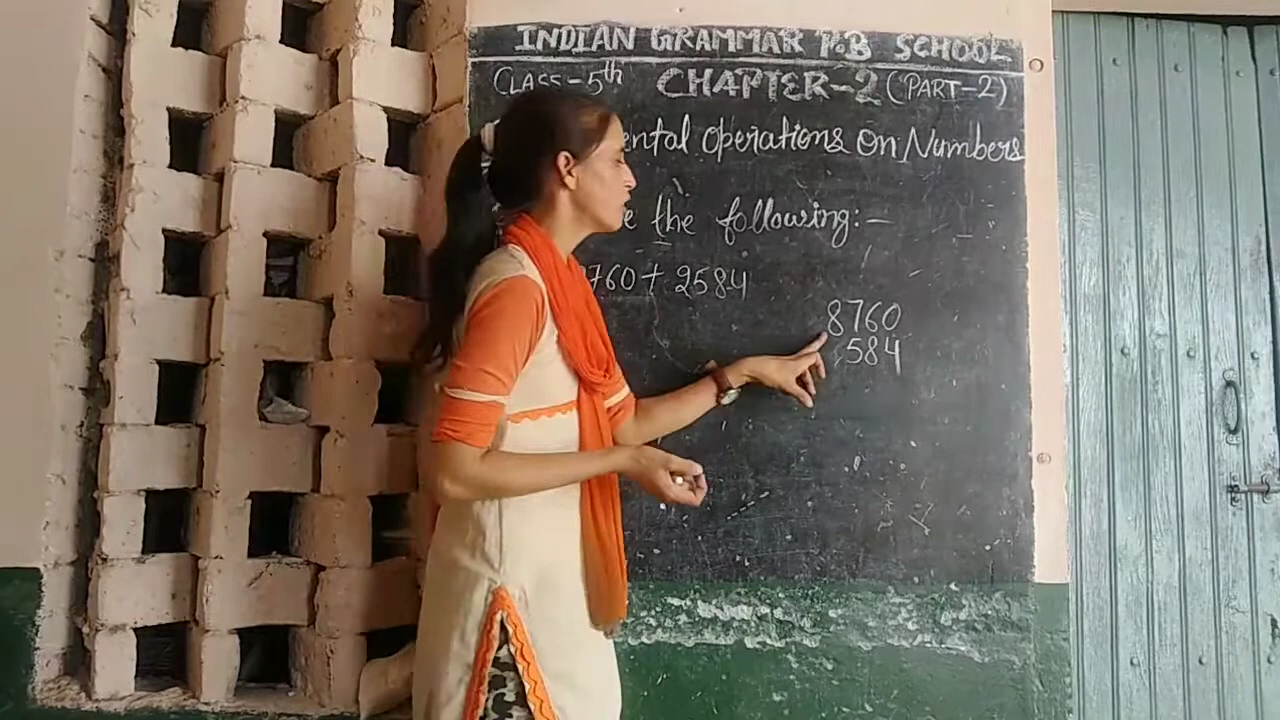 INDIAN GRAMMAR P.B SCHOOL
CLASS-5th CHAPTER-2 (PART-2)
ental Operations On Numbers
e the following:-
760 + 2584
8760
584